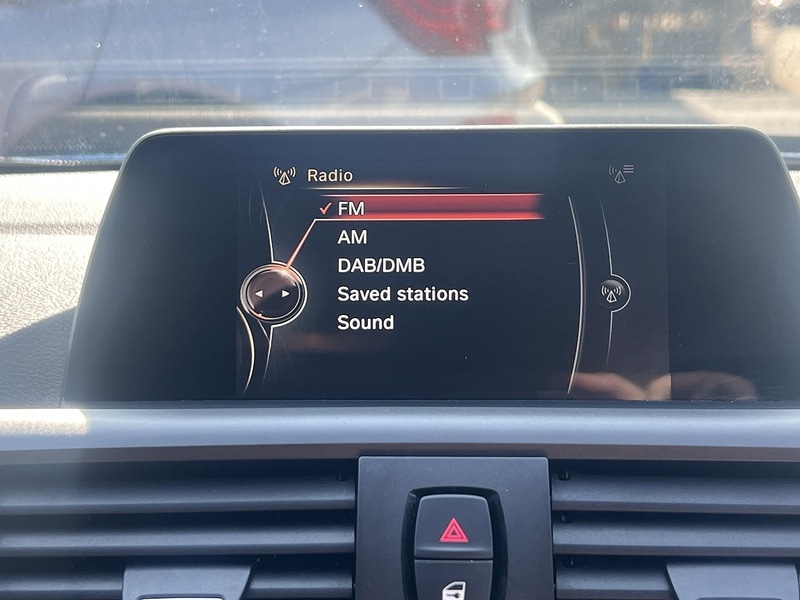 Radio
FM
AM
DAB/DMB
Saved stations
Sound